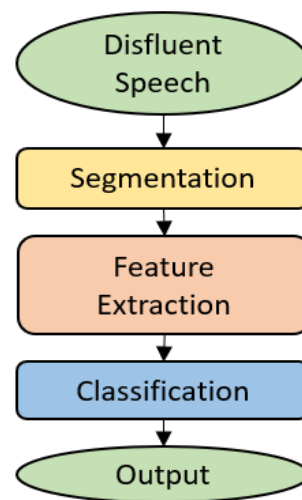 Disfluent
Speech
Segmentation
Feature
Extraction
Classification
Output